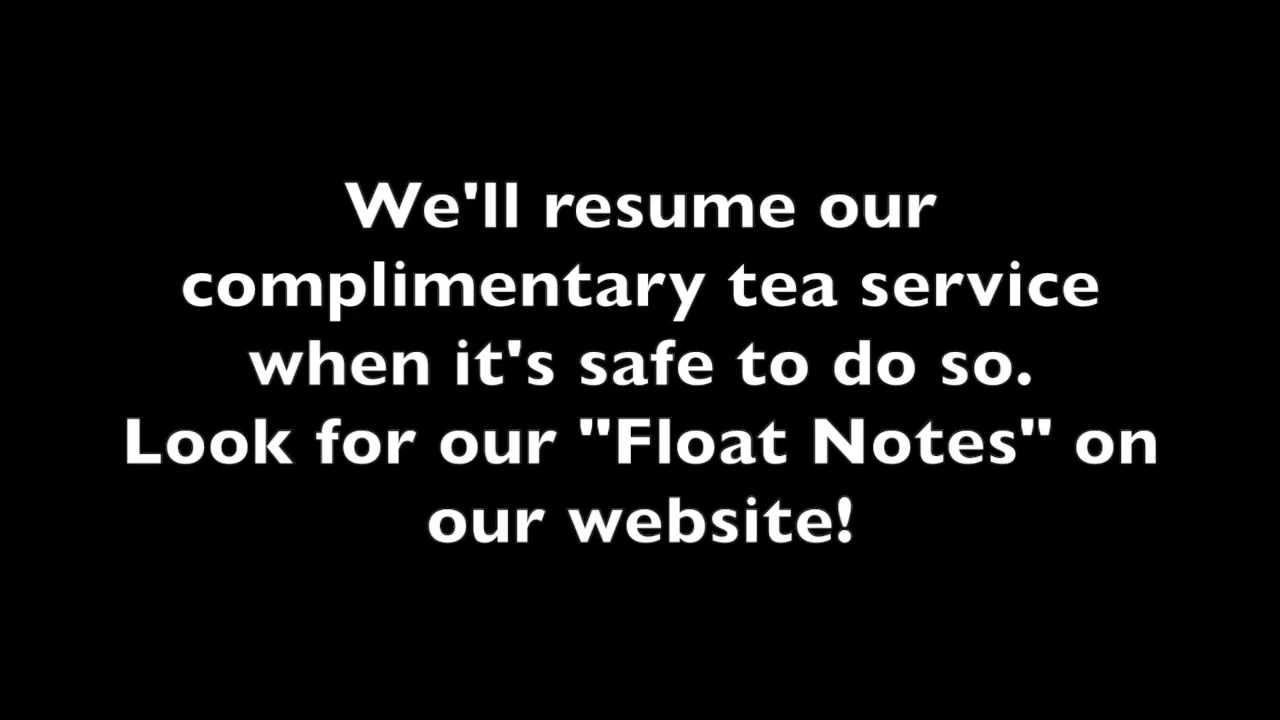 We'll resume our
complimentary tea service
when it's safe to do so.
Look for our "Float Notes" on
our website!